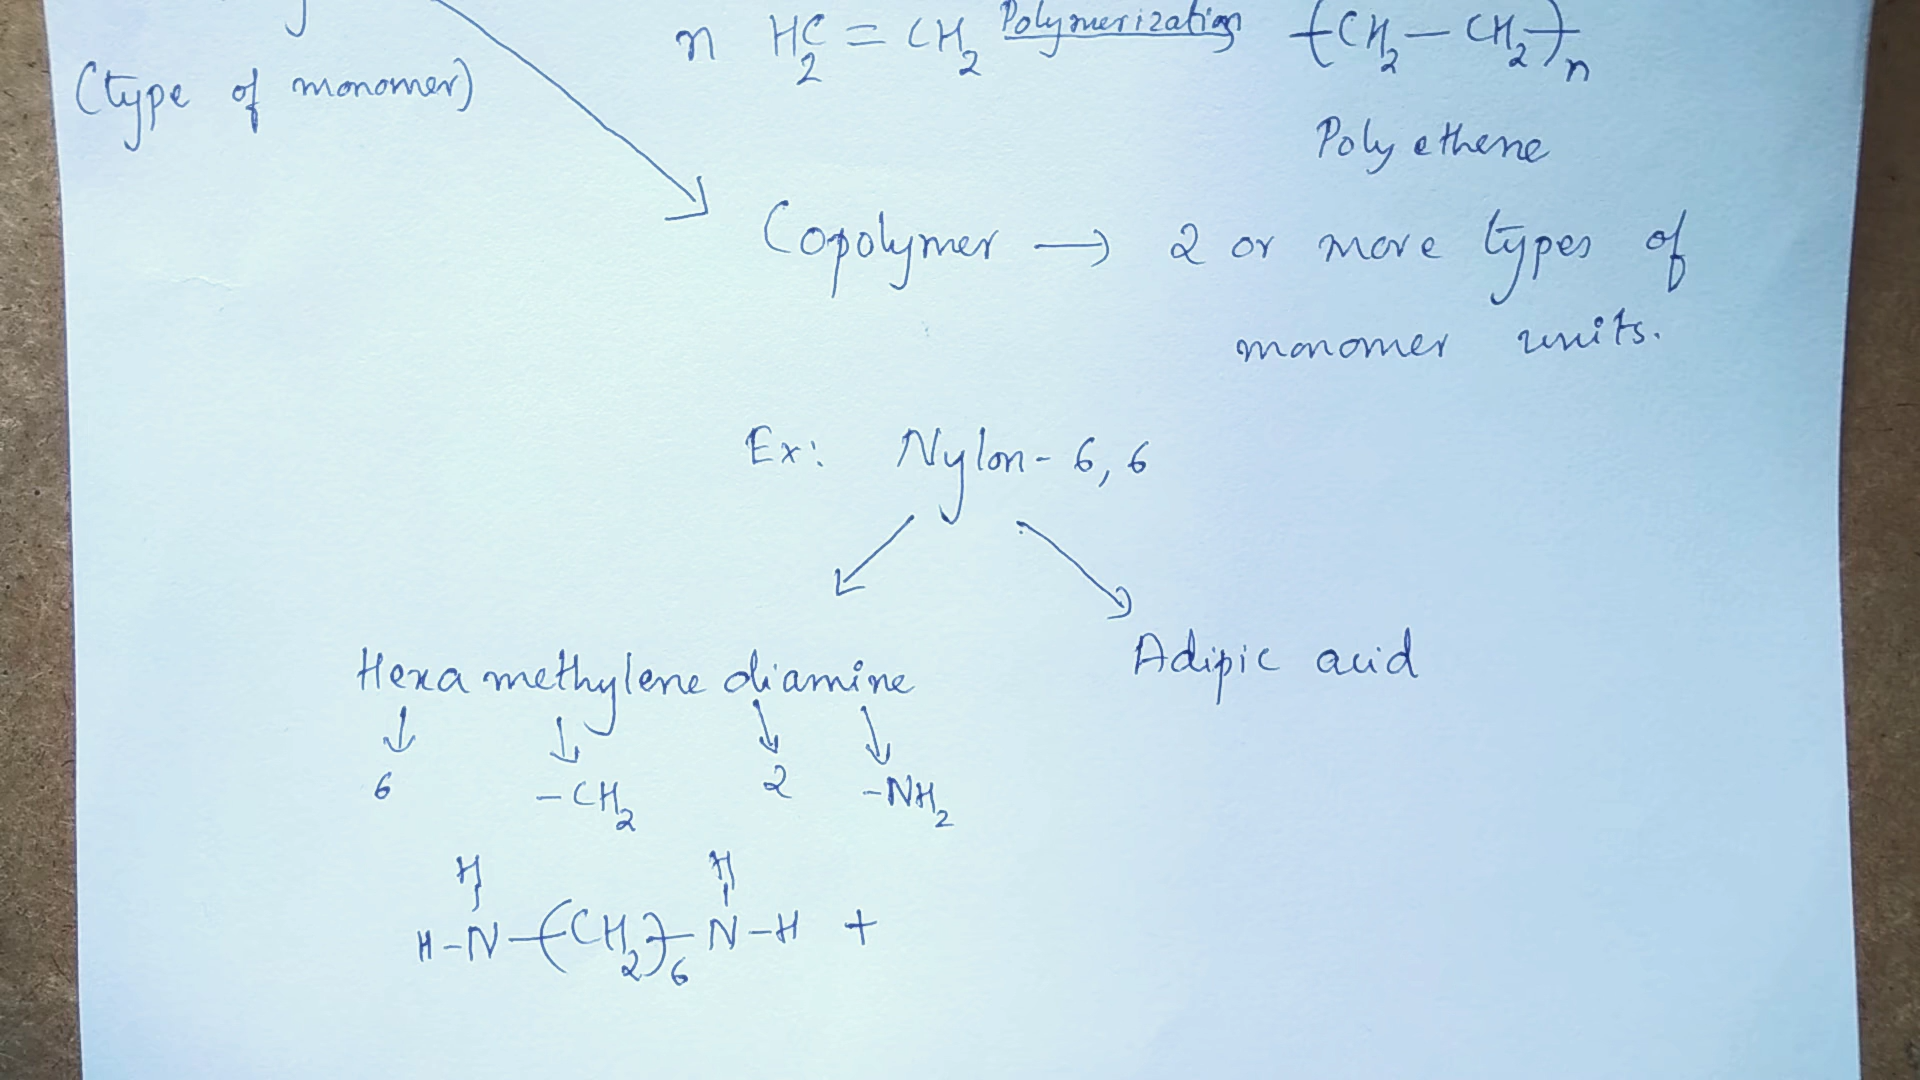 n H₂C = CH₂ Polymerization -(CH₂ - CH₂)-n
(type of monomer)
Poly ethene
Copolymer → 2 or more types of
monomer units.
Ex: Nylon - 6, 6
Hexa methylene diamine
Adipic acid
6 -CH₂ 2 -NH₂
H H
H-N-(CH₂)₆-N-H +